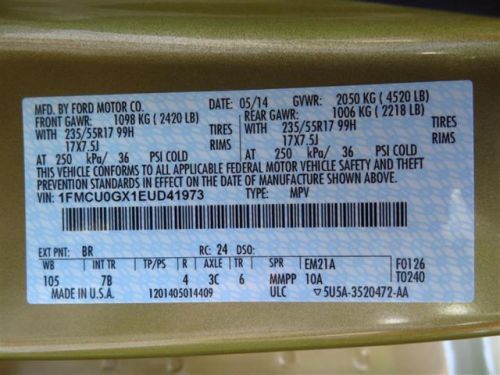 MFD. BY FORD MOTOR CO. DATE: 05/14 GVWR: 2050 KG (4520 LB)
FRONT GAWR: 1098 KG (2420 LB) REAR GAWR: 1006 KG (2218 LB)
WITH 235/55R17 99H TIRES WITH 235/55R17 99H TIRES
17X7.5J RIMS 17X7.5J RIMS
AT 250 kPa/ 36 PSI COLD AT 250 kPa/ 36 PSI COLD
THIS VEHICLE CONFORMS TO ALL APPLICABLE FEDERAL MOTOR VEHICLE SAFETY AND THEFT
PREVENTION STANDARDS IN EFFECT ON THE DATE OF MANUFACTURE SHOWN ABOVE.
VIN: 1FMCU0GX1EUD41973 TYPE: MPV
EXT PNT: BR RC: 24 DSO:
WB INT TR TP/PS R AXLE TR SPR EM21A F0126
105 7B 4 3C 6 MMPP 10A T0240
MADE IN U.S.A. 1201405014409 ULC 5U5A-3520472-AA